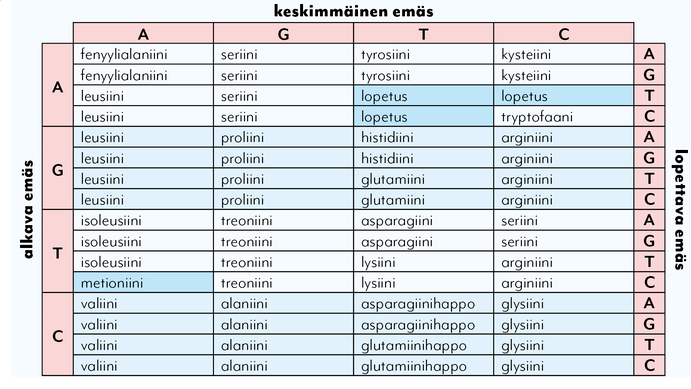 keskimmäinen emäs
A G T C
alkava emäs
lopettava emäs
A
fenyylialaniini seriini tyrosiini kysteiini A
fenyylialaniini seriini tyrosiini kysteiini G
leusiini seriini lopetus lopetus T
leusiini seriini lopetus tryptofaani C
G
leusiini proliini histidiini arginiini A
leusiini proliini histidiini arginiini G
leusiini proliini glutamiini arginiini T
leusiini proliini glutamiini arginiini C
T
isoleusiini treoniini asparagiini seriini A
isoleusiini treoniini asparagiini seriini G
isoleusiini treoniini lysiini arginiini T
metioniini treoniini lysiini arginiini C
C
valiini alaniini asparagiinihappo glysiini A
valiini alaniini asparagiinihappo glysiini G
valiini alaniini glutamiinihappo glysiini T
valiini alaniini glutamiinihappo glysiini C